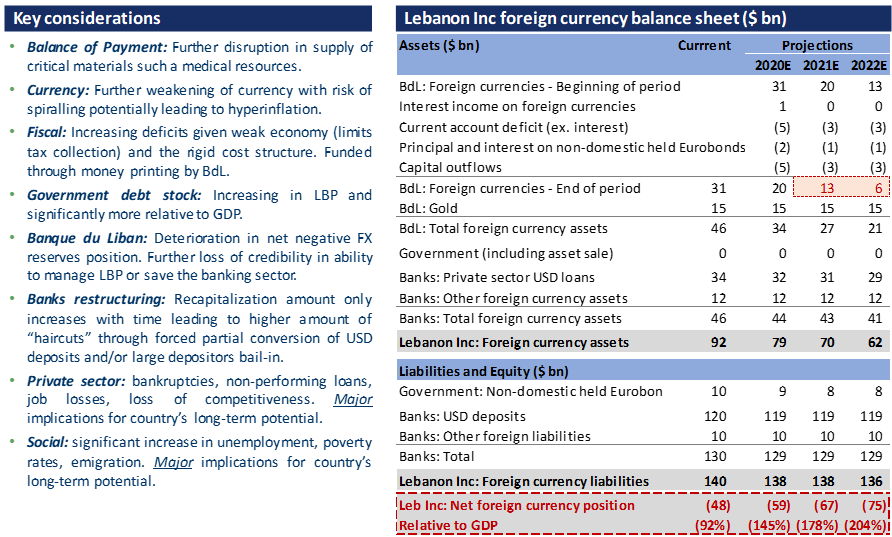 Key considerations
• Balance of Payment: Further disruption in supply of
critical materials such a medical resources.
• Currency: Further weakening of currency with risk of
spiralling potentially leading to hyperinflation.
• Fiscal: Increasing deficits given weak economy (limits
tax collection) and the rigid cost structure. Funded
through money printing by BdL.
• Government debt stock: Increasing in LBP and
significantly more relative to GDP.
• Banque du Liban: Deterioration in net negative FX
reserves position. Further loss of credibility in ability
to manage LBP or save the banking sector.
• Banks restructuring: Recapitalization amount only
increases with time leading to higher amount of
“haircuts” through forced partial conversion of USD
deposits and/or large depositors bail-in.
• Private sector: bankruptcies, non-performing loans,
job losses, loss of competitiveness. Major
implications for country’s long-term potential.
• Social: significant increase in unemployment, poverty
rates, emigration. Major implications for country’s
long-term potential.
Lebanon Inc foreign currency balance sheet ($ bn)
Assets ($ bn) Currrent Projections
2020E 2021E 2022E
BdL: Foreign currencies - Beginning of period 31 20 13
Interest income on foreign currencies 1 0 0
Current account deficit (ex. interest) (5) (3) (3)
Principal and interest on non-domestic held Eurobonds (2) (1) (1)
Capital outflows (5) (3) (3)
BdL: Foreign currencies - End of period 31 20 13 6
BdL: Gold 15 15 15 15
BdL: Total foreign currency assets 46 34 27 21
Government (including asset sale) 0 0 0 0
Banks: Private sector USD loans 34 32 31 29
Banks: Other foreign currency assets 12 12 12 12
Banks: Total foreign currency assets 46 44 43 41
Lebanon Inc: Foreign currency assets 92 79 70 62
Liabilities and Equity ($ bn)
Government: Non-domestic held Eurobon 10 9 8 8
Banks: USD deposits 120 119 119 119
Banks: Other foreign liabilities 10 10 10 10
Banks: Total 130 129 129 129
Lebanon Inc: Foreign currency liabilities 140 138 138 136
Leb Inc: Net foreign currency position (48) (59) (67) (75)
Relative to GDP (92%) (145%) (178%) (204%)